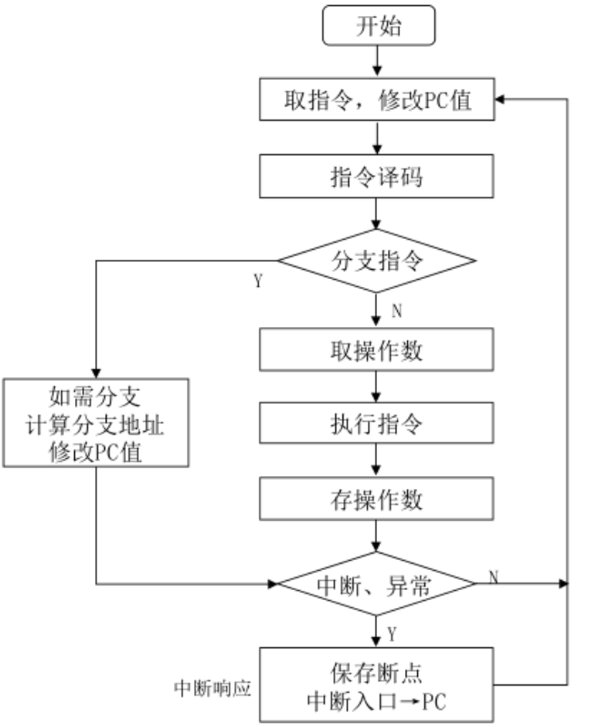 开始
取指令，修改PC值
指令译码
分支指令
Y
N
取操作数
如需分支
计算分支地址
修改PC值
执行指令
存操作数
中断、异常
N
Y
中断响应
保存断点
中断入口→PC